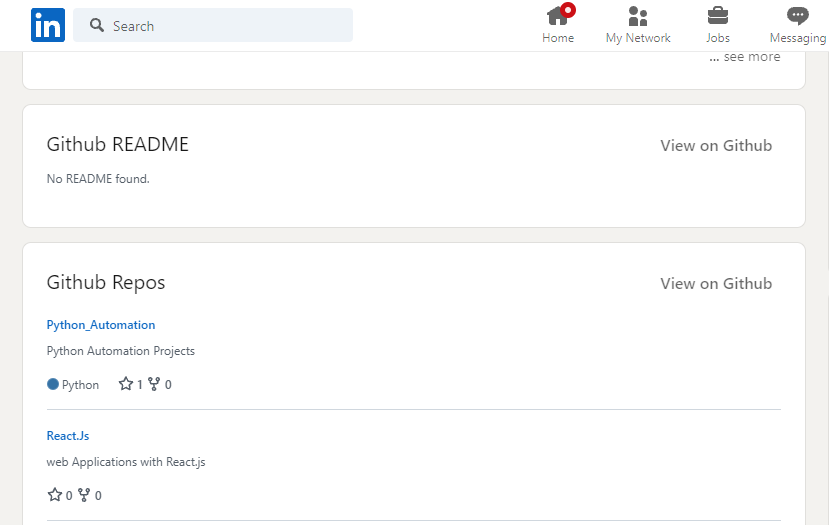 in Search
Home My Network Jobs Messaging
... see more
Github README View on Github
No README found.
Github Repos View on Github
Python_Automation
Python Automation Projects
Python 1 0
React.Js
web Applications with React.js
0 0